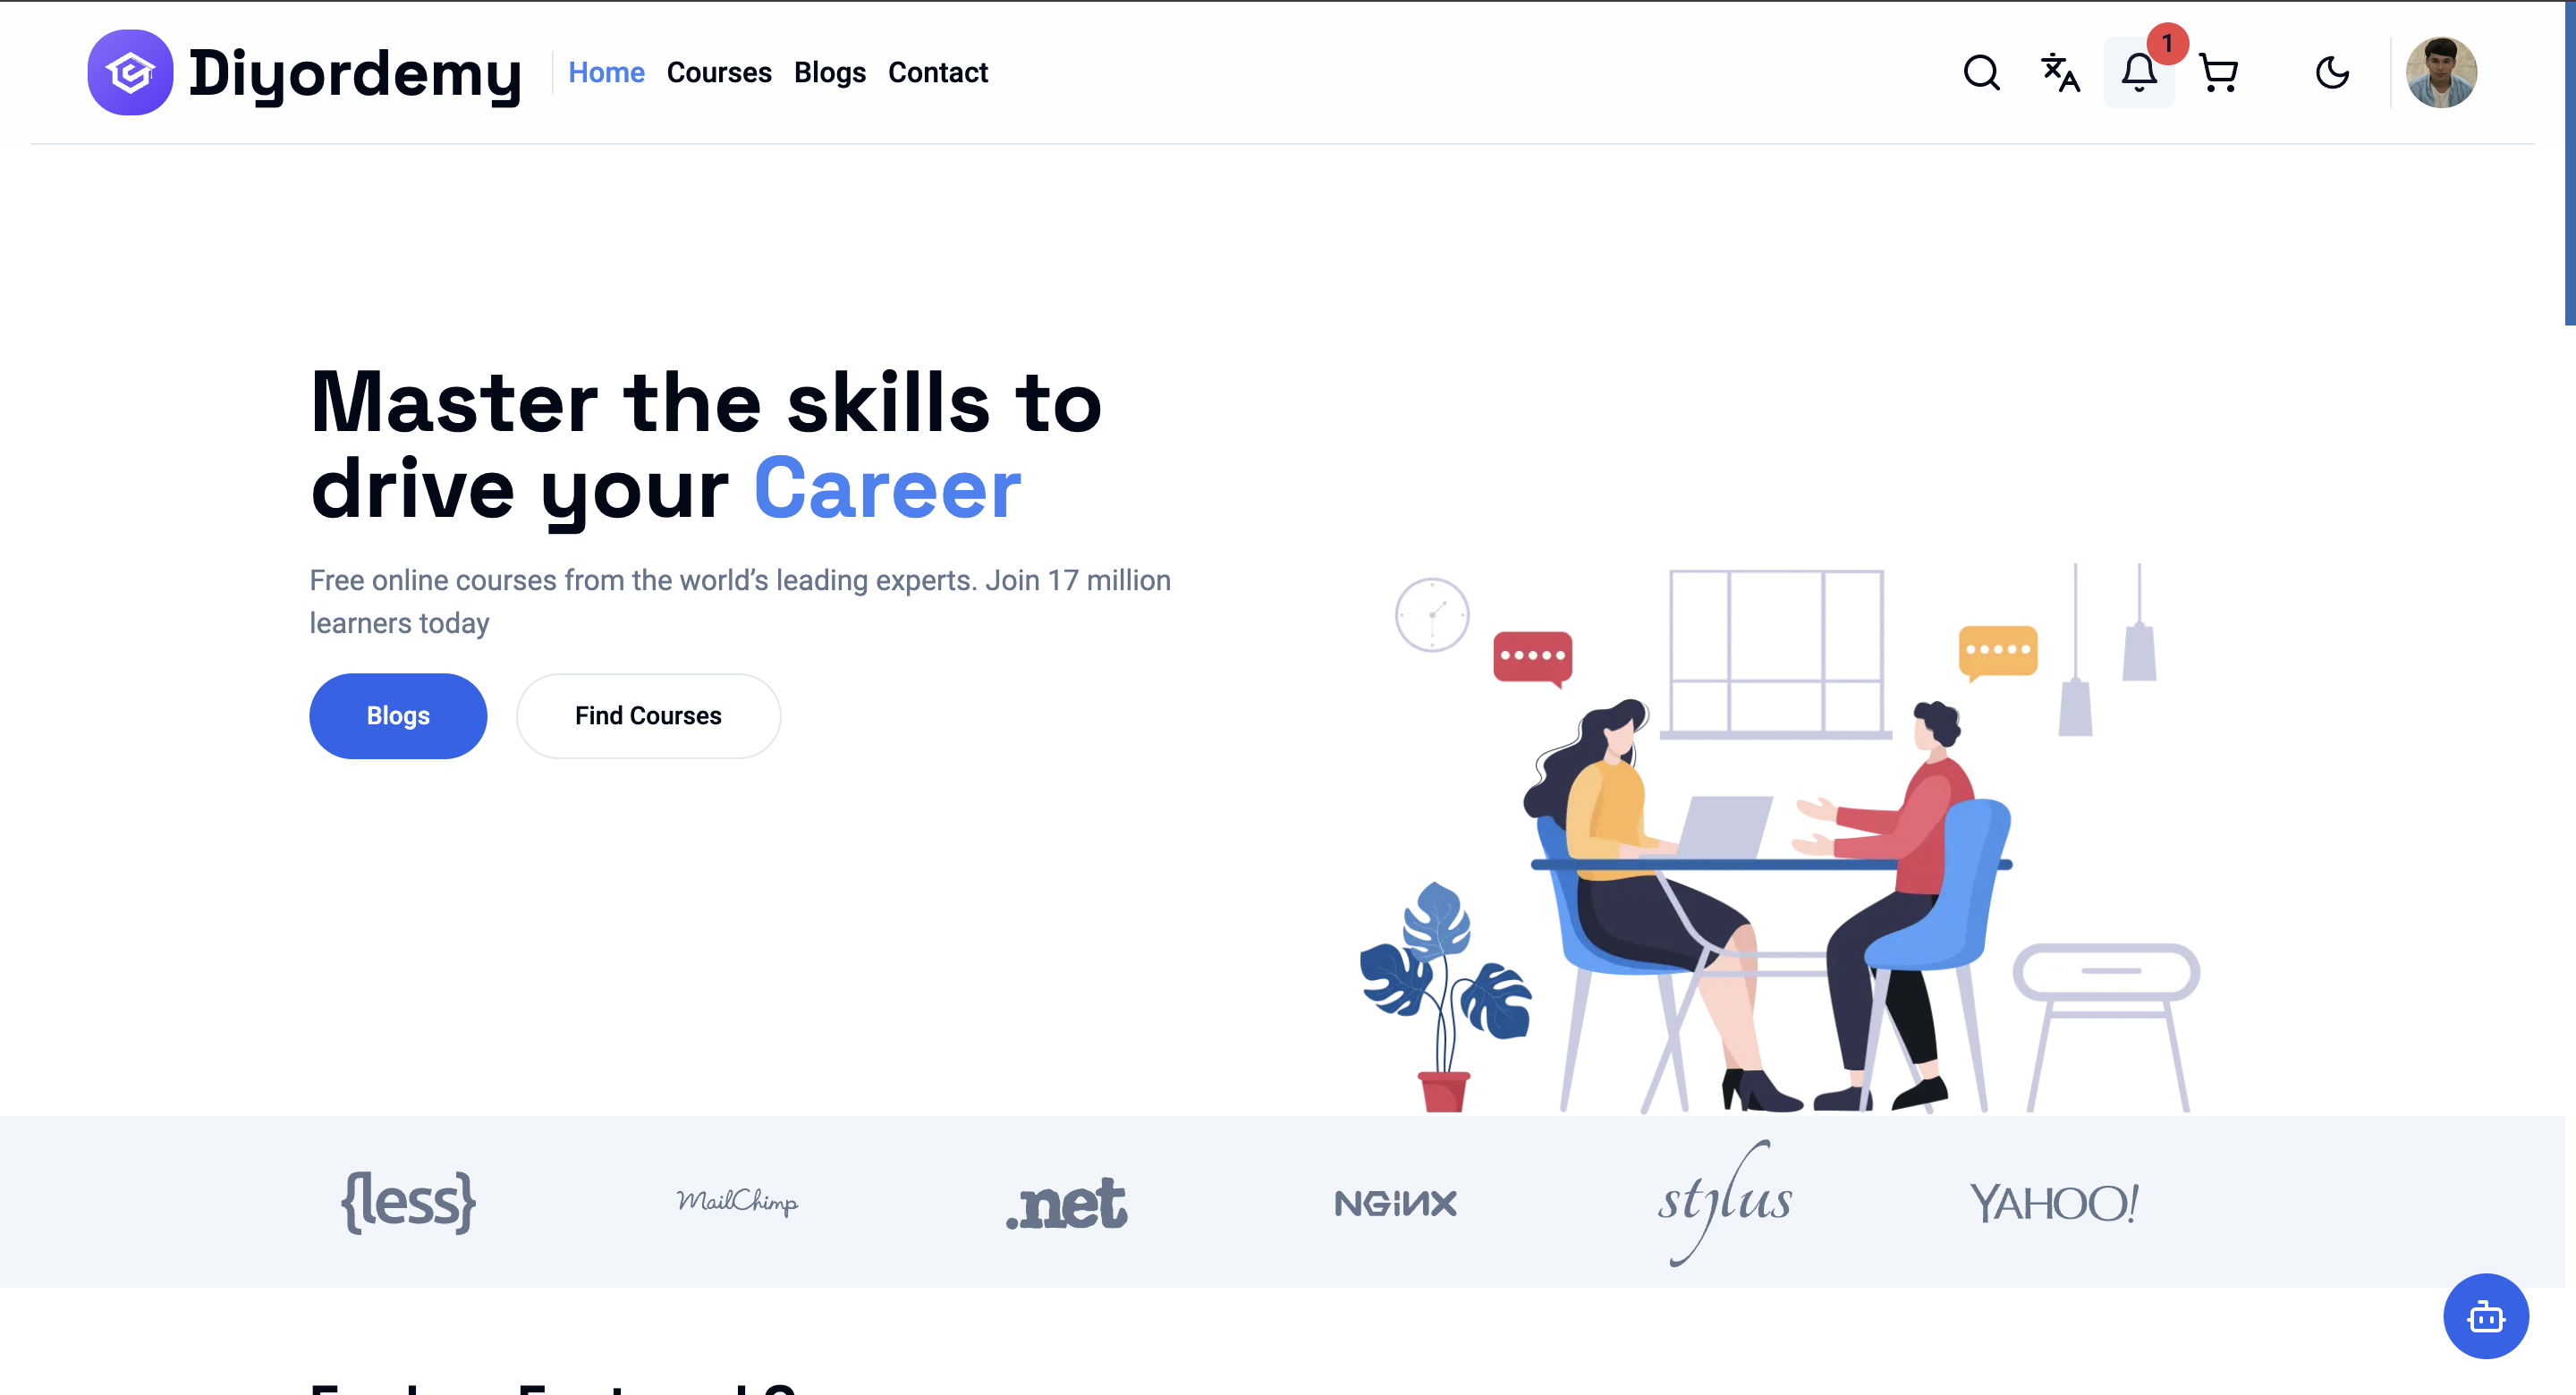 Diyordemy
Home Courses Blogs Contact
1
Master the skills to
drive your Career
Free online courses from the world’s leading experts. Join 17 million
learners today
Blogs
Find Courses
{less}
MailChimp
.net
NGINX
stylus
YAHOO!